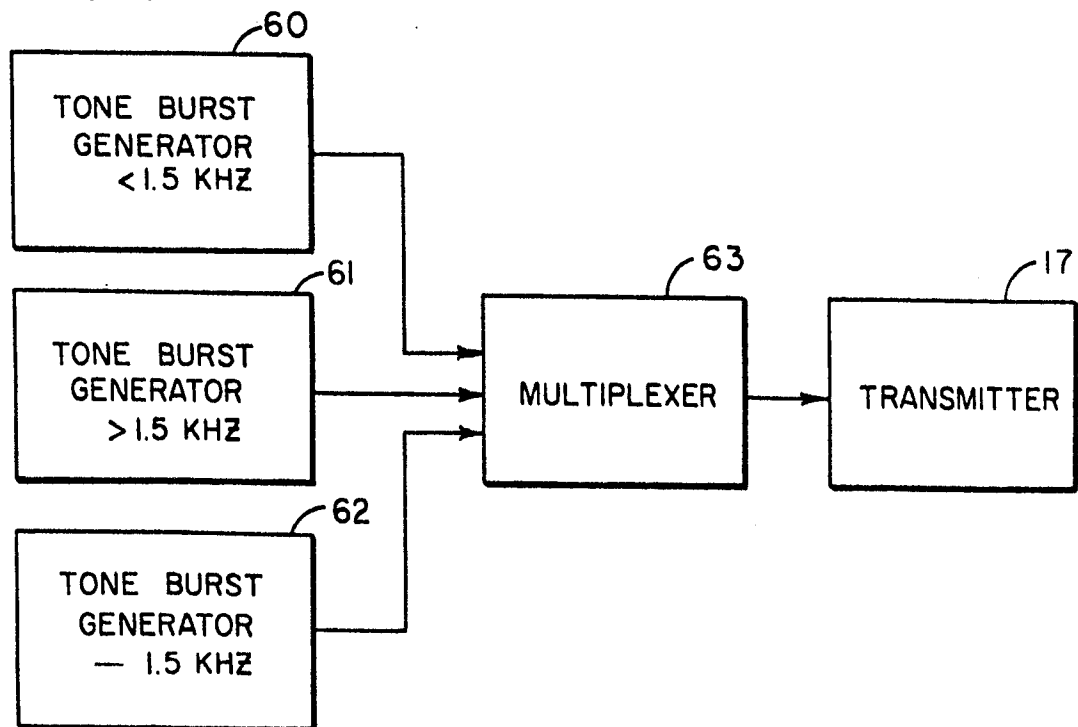 60
TONE BURST
GENERATOR
<1.5 KHZ
61
TONE BURST
GENERATOR
>1.5 KHZ
62
TONE BURST
GENERATOR
— 1.5 KHZ
63
MULTIPLEXER
17
TRANSMITTER